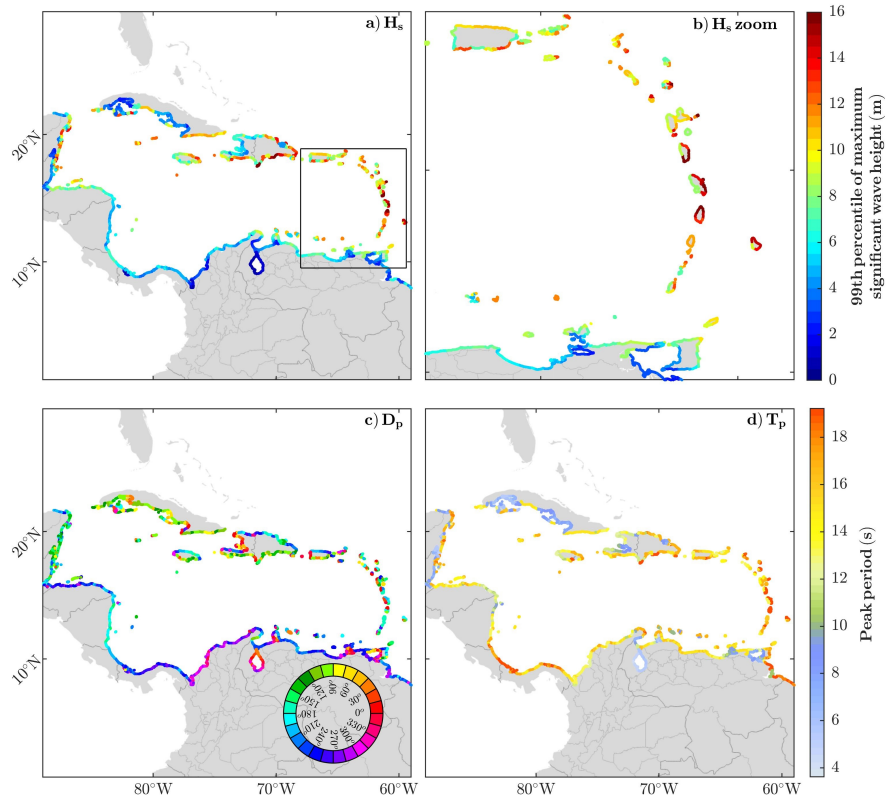 a) Hₛ
20°N
10°N
b) Hₛ zoom
16
14
12
10
8
6
4
2
0
99th percentile of maximum
significant wave height (m)
c) Dₚ
20°N
10°N
80°W
70°W
60°W
0°
30°
60°
90°
120°
150°
180°
210°
240°
270°
300°
330°
d) Tₚ
80°W
70°W
60°W
18
16
14
12
10
8
6
4
Peak period (s)